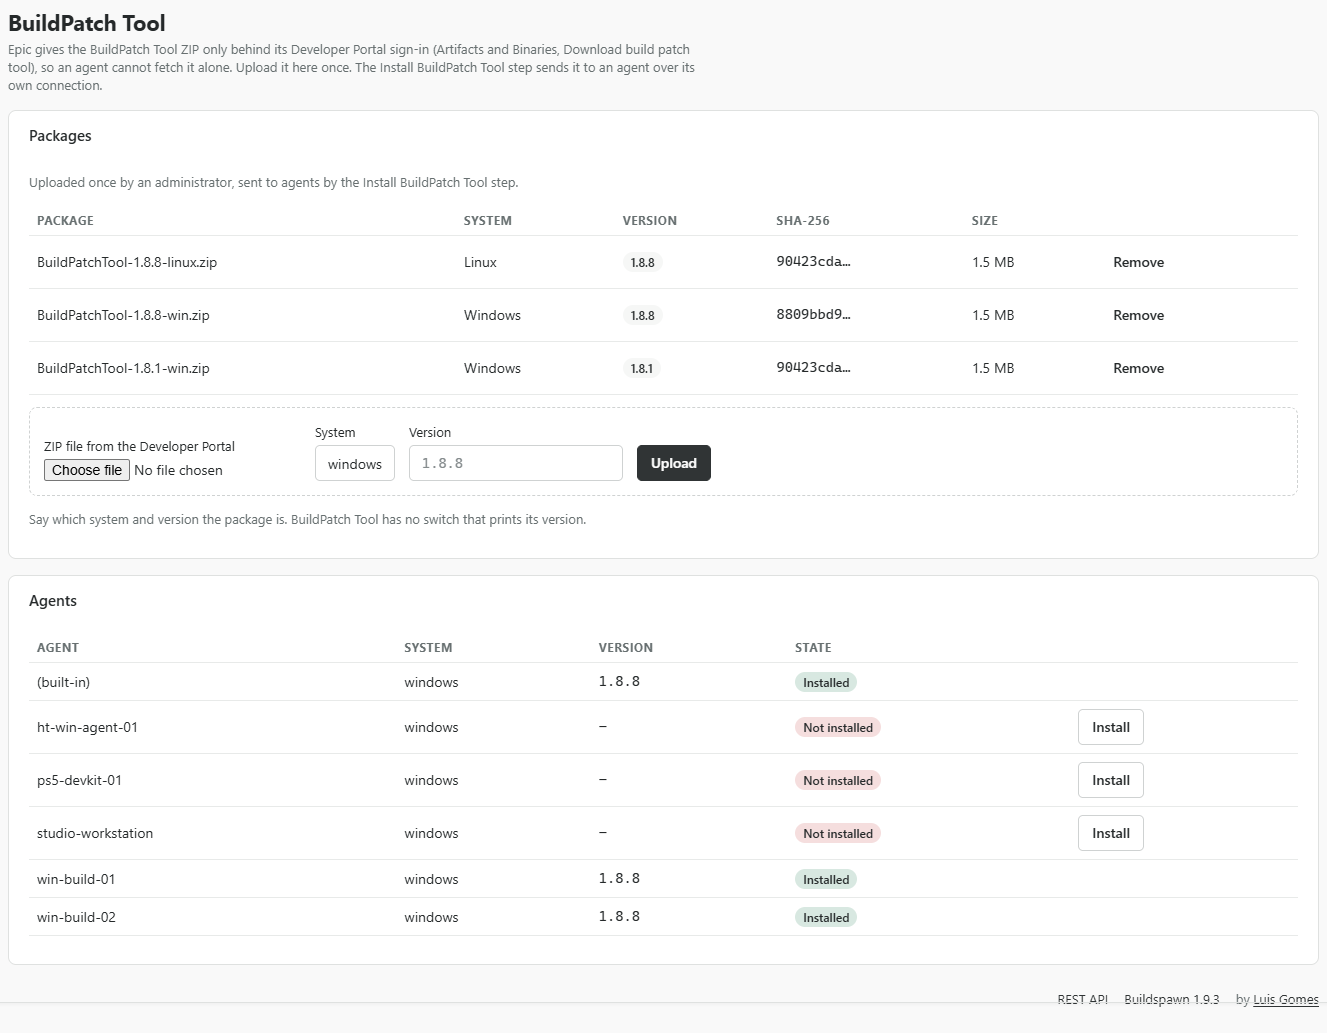 BuildPatch Tool
Epic gives the BuildPatch Tool ZIP only behind its Developer Portal sign-in (Artifacts and Binaries, Download build patch
tool), so an agent cannot fetch it alone. Upload it here once. The Install BuildPatch Tool step sends it to an agent over its
own connection.
Packages
Uploaded once by an administrator, sent to agents by the Install BuildPatch Tool step.
PACKAGE SYSTEM VERSION SHA-256 SIZE
BuildPatchTool-1.8.8-linux.zip Linux 1.8.8 90423cda… 1.5 MB Remove
BuildPatchTool-1.8.8-win.zip Windows 1.8.8 8809bbd9… 1.5 MB Remove
BuildPatchTool-1.8.1-win.zip Windows 1.8.1 90423cda… 1.5 MB Remove
System Version
ZIP file from the Developer Portal
Choose file No file chosen windows 1.8.8 Upload
Say which system and version the package is. BuildPatch Tool has no switch that prints its version.
Agents
AGENT SYSTEM VERSION STATE
(built-in) windows 1.8.8 Installed
ht-win-agent-01 windows – Not installed Install
ps5-devkit-01 windows – Not installed Install
studio-workstation windows – Not installed Install
win-build-01 windows 1.8.8 Installed
win-build-02 windows 1.8.8 Installed
REST API Buildspawn 1.9.3 by Luis Gomes